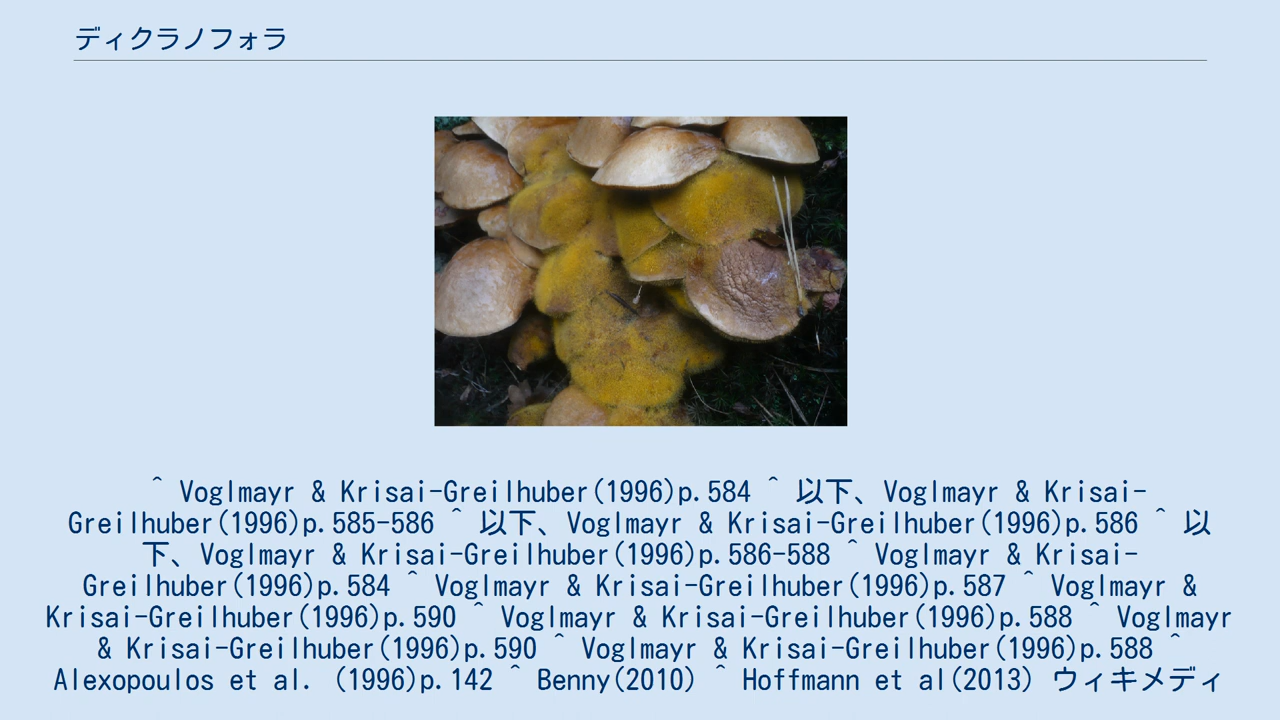 ディクラノフォラ
^ Voglmayr & Krisai-Greilhuber(1996)p.584 ^ 以下、Voglmayr & Krisai-
Greilhuber(1996)p.585-586 ^ 以下、Voglmayr & Krisai-Greilhuber(1996)p.586 ^ 以
下、Voglmayr & Krisai-Greilhuber(1996)p.586-588 ^ Voglmayr & Krisai-
Greilhuber(1996)p.584 ^ Voglmayr & Krisai-Greilhuber(1996)p.587 ^ Voglmayr &
Krisai-Greilhuber(1996)p.590 ^ Voglmayr & Krisai-Greilhuber(1996)p.588 ^ Voglmayr
& Krisai-Greilhuber(1996)p.590 ^ Voglmayr & Krisai-Greilhuber(1996)p.588 ^
Alexopoulos et al. (1996)p.142 ^ Benny(2010) ^ Hoffmann et al(2013) ウィキメディ